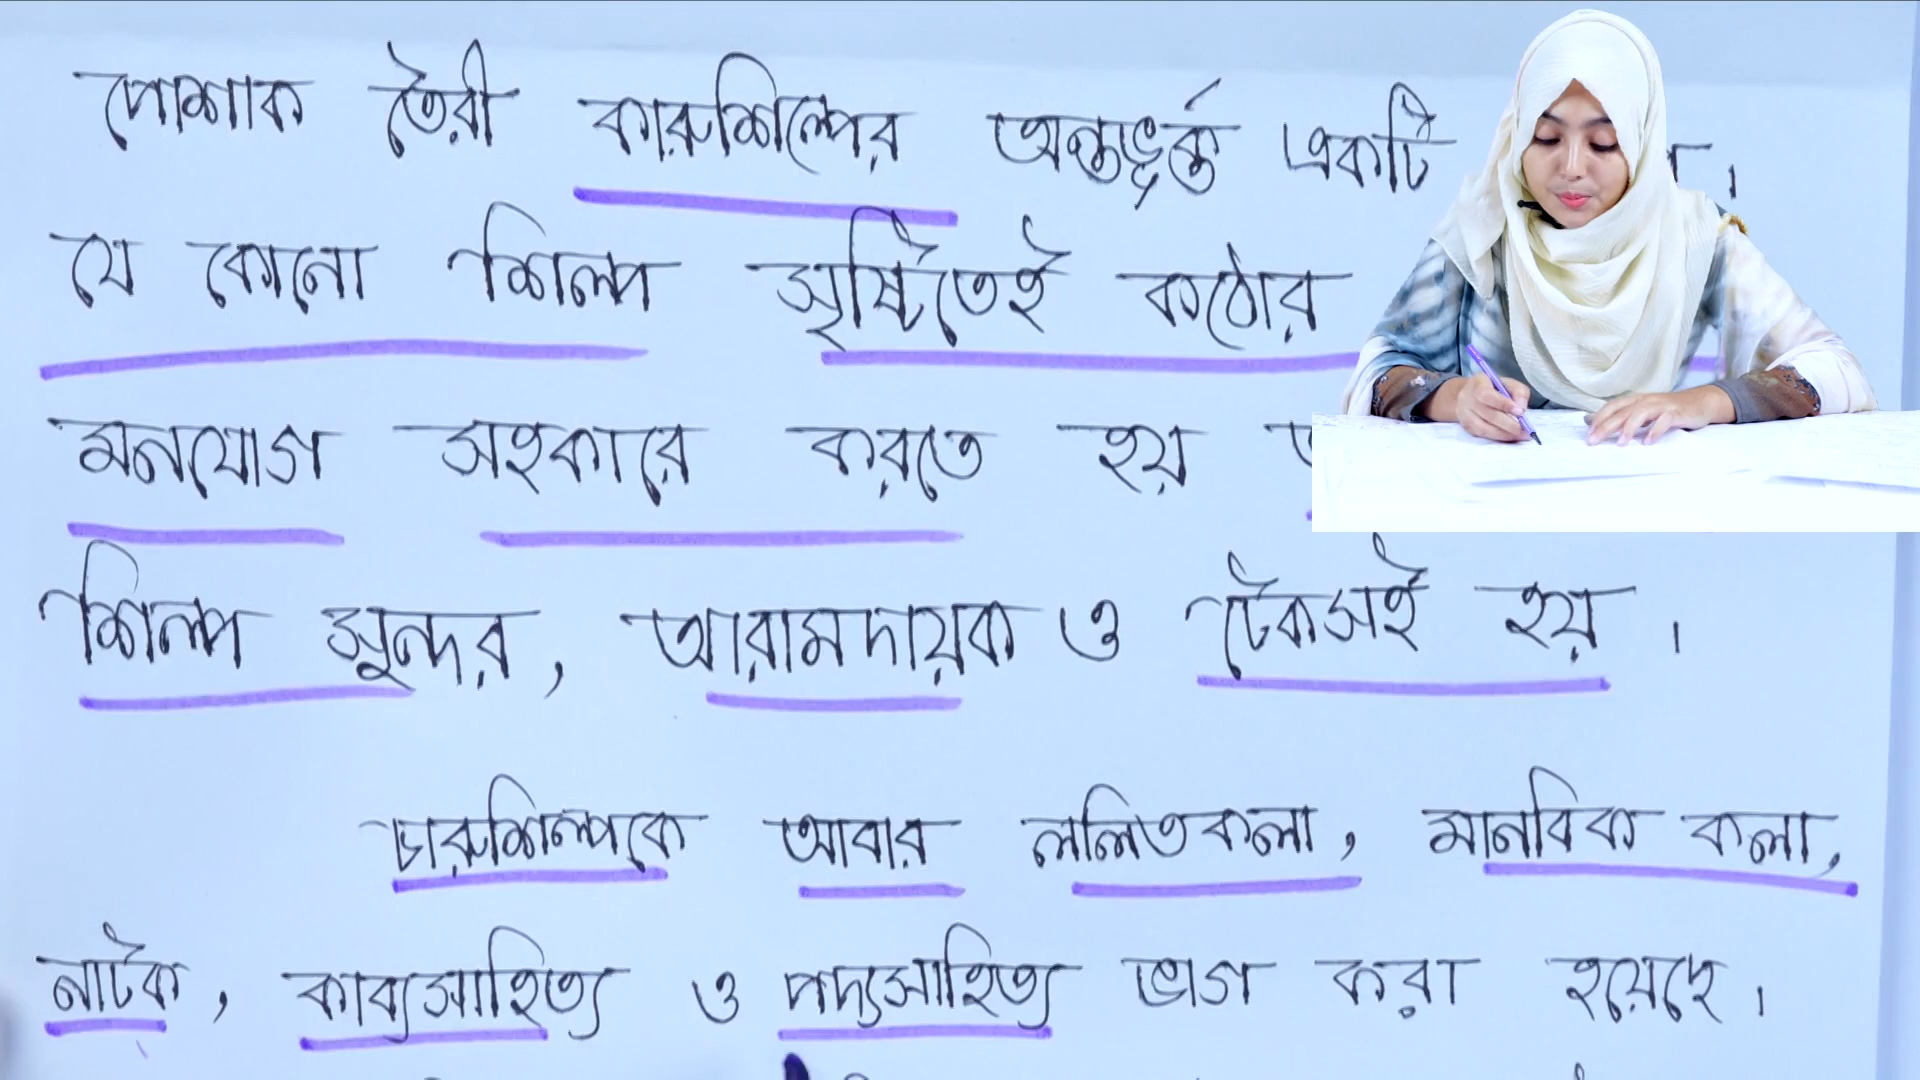 পোশাক তৈরী কারুশিল্পের অন্তর্ভূক্ত একটি ।
যে কোনো শিল্প সৃষ্টিতেই কঠোর
মনযোগ সহকারে করতে হয়
শিল্প সুন্দর, আরামদায়ক ও টেকসই হয় ।
চারুশিল্পকে আবার ললিতকলা, মানবিক কলা,
নাটক, কাব্যসাহিত্য ও পদ্যসাহিত্য ভাগ করা হয়েছে ।